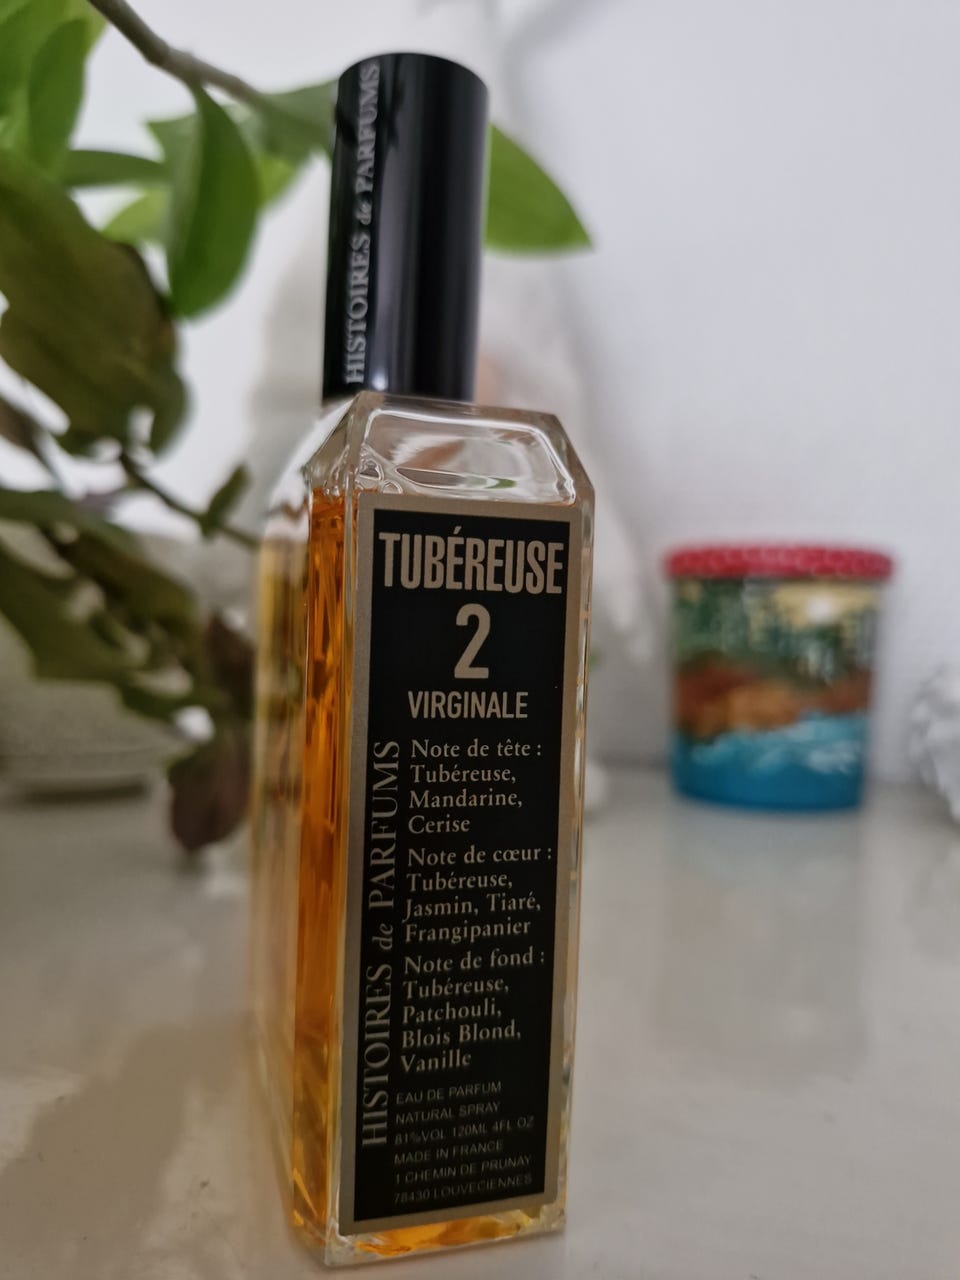 HISTOIRES de PARFUMS
TUBÉREUSE
2
VIRGINALE
HISTOIRES de PARFUMS
Note de tête :
Tubéreuse,
Mandarine,
Cerise
Note de cœur :
Tubéreuse,
Jasmin, Tiaré,
Frangipanier
Note de fond :
Tubéreuse,
Patchouli,
Blois Blond,
Vanille
EAU DE PARFUM
NATURAL SPRAY
81%VOL 120ML 4FL OZ
MADE IN FRANCE
1 CHEMIN DE PRUNAY
78430 LOUVECIENNES